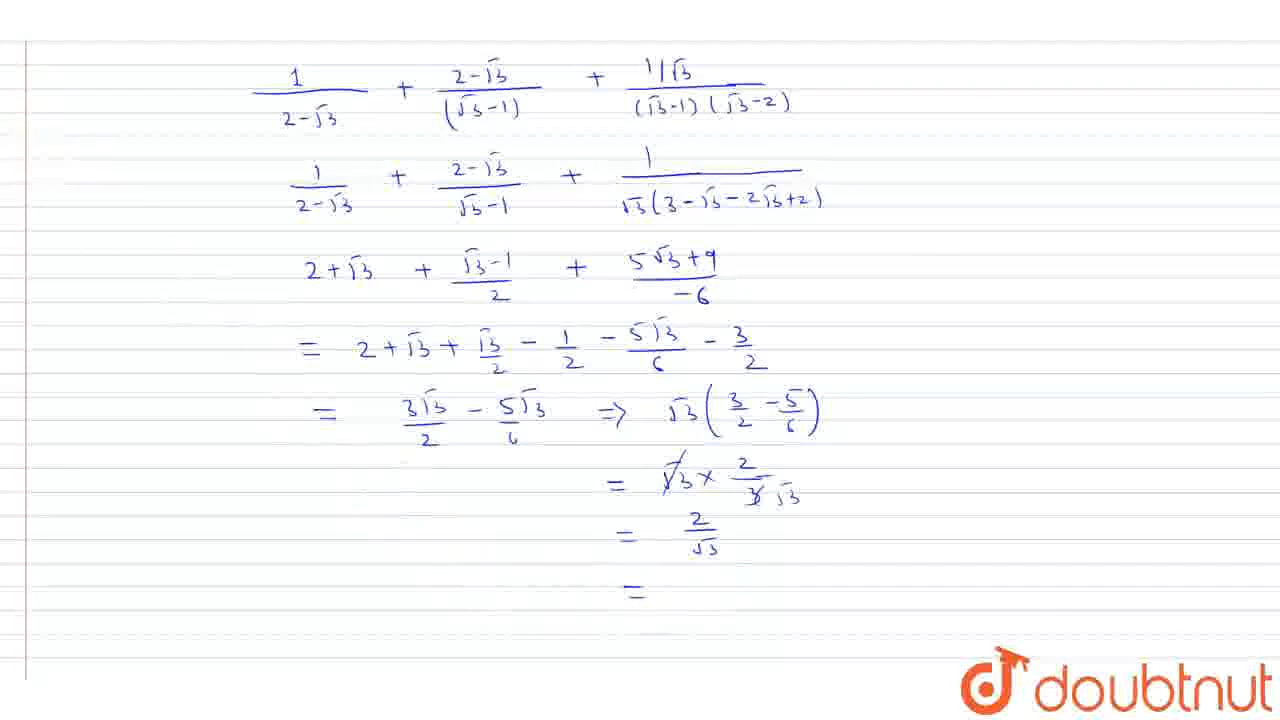 1/(2-√3) + (2-√3)/(√3-1) + (1/√3)/((√3-1)(√3-2))
1/(2-√3) + (2-√3)/(√3-1) + 1/(√3(3-√3-2√3+2))
2+√3 + (√3-1)/2 + (5√3+9)/-6
= 2+√3+√3/2 - 1/2 - 5√3/6 - 3/2
= 3√3/2 - 5√3/6 ⇒ √3(3/2 - 5/6)
= √3 × 2/3 √3
= 2/√3
=
doubtnut